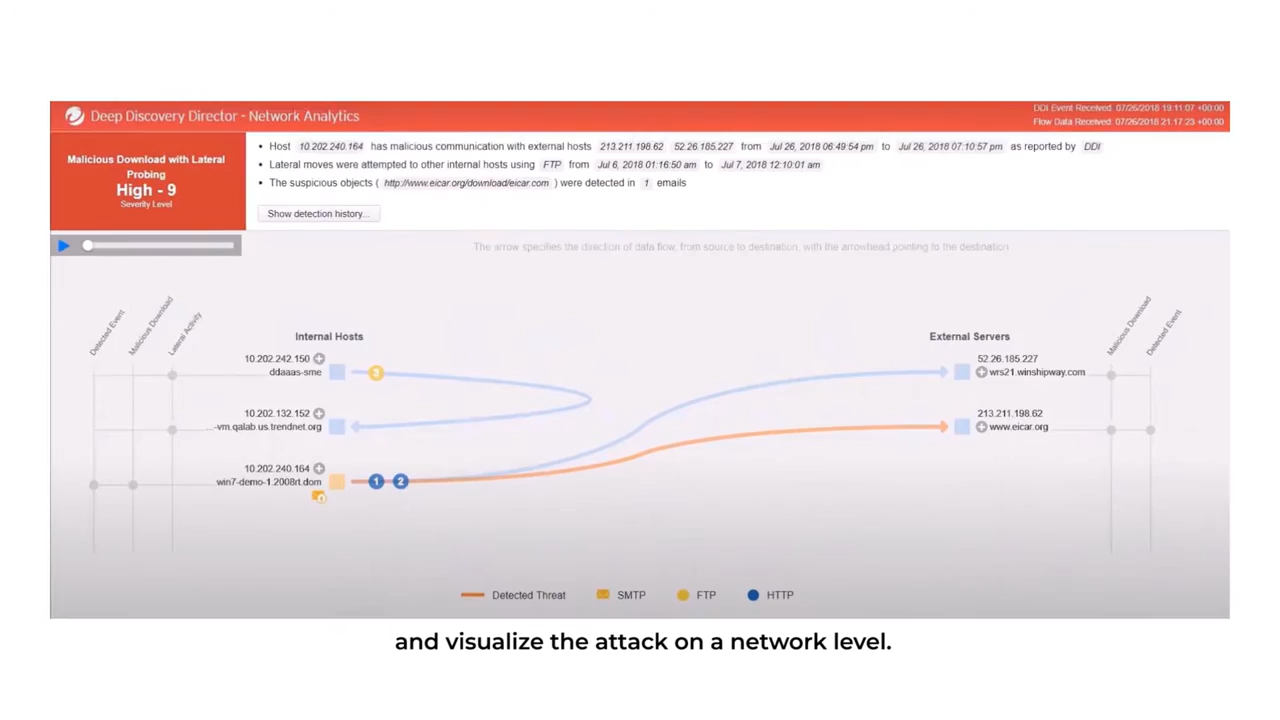 Deep Discovery Director - Network Analytics
DDI Event Received: 07/26/2018 19:11:07 +00:00
Flow Data Received: 07/26/2018 21:17:23 +00:00
Malicious Download with Lateral
Probing
High - 9
Severity Level
• Host 10.202.240.164 has malicious communication with external hosts 213.211.198.62 52.26.185.227 from Jul 26, 2018 06:49:54 pm to Jul 26, 2018 07:10:57 pm as reported by DDI
• Lateral moves were attempted to other internal hosts using FTP from Jul 6, 2018 01:16:50 am to Jul 7, 2018 12:10:01 am
• The suspicious objects ( http://www.eicar.org/download/eicar.com ) were detected in 1 emails
Show detection history...
The arrow specifies the direction of data flow, from source to destination, with the arrowhead pointing to the destination
Detected Event
Malicious Download
Lateral Activity
Internal Hosts
10.202.242.150
ddaaas-sme
3
10.202.132.152
...-vm.qalab.us.trendnet.org
10.202.240.164
win7-demo-1.2008rt.dom
1 2
External Servers
52.26.185.227
wrs21.winshipway.com
213.211.198.62
www.eicar.org
Malicious Download
Detected Event
Detected Threat SMTP FTP HTTP
and visualize the attack on a network level.